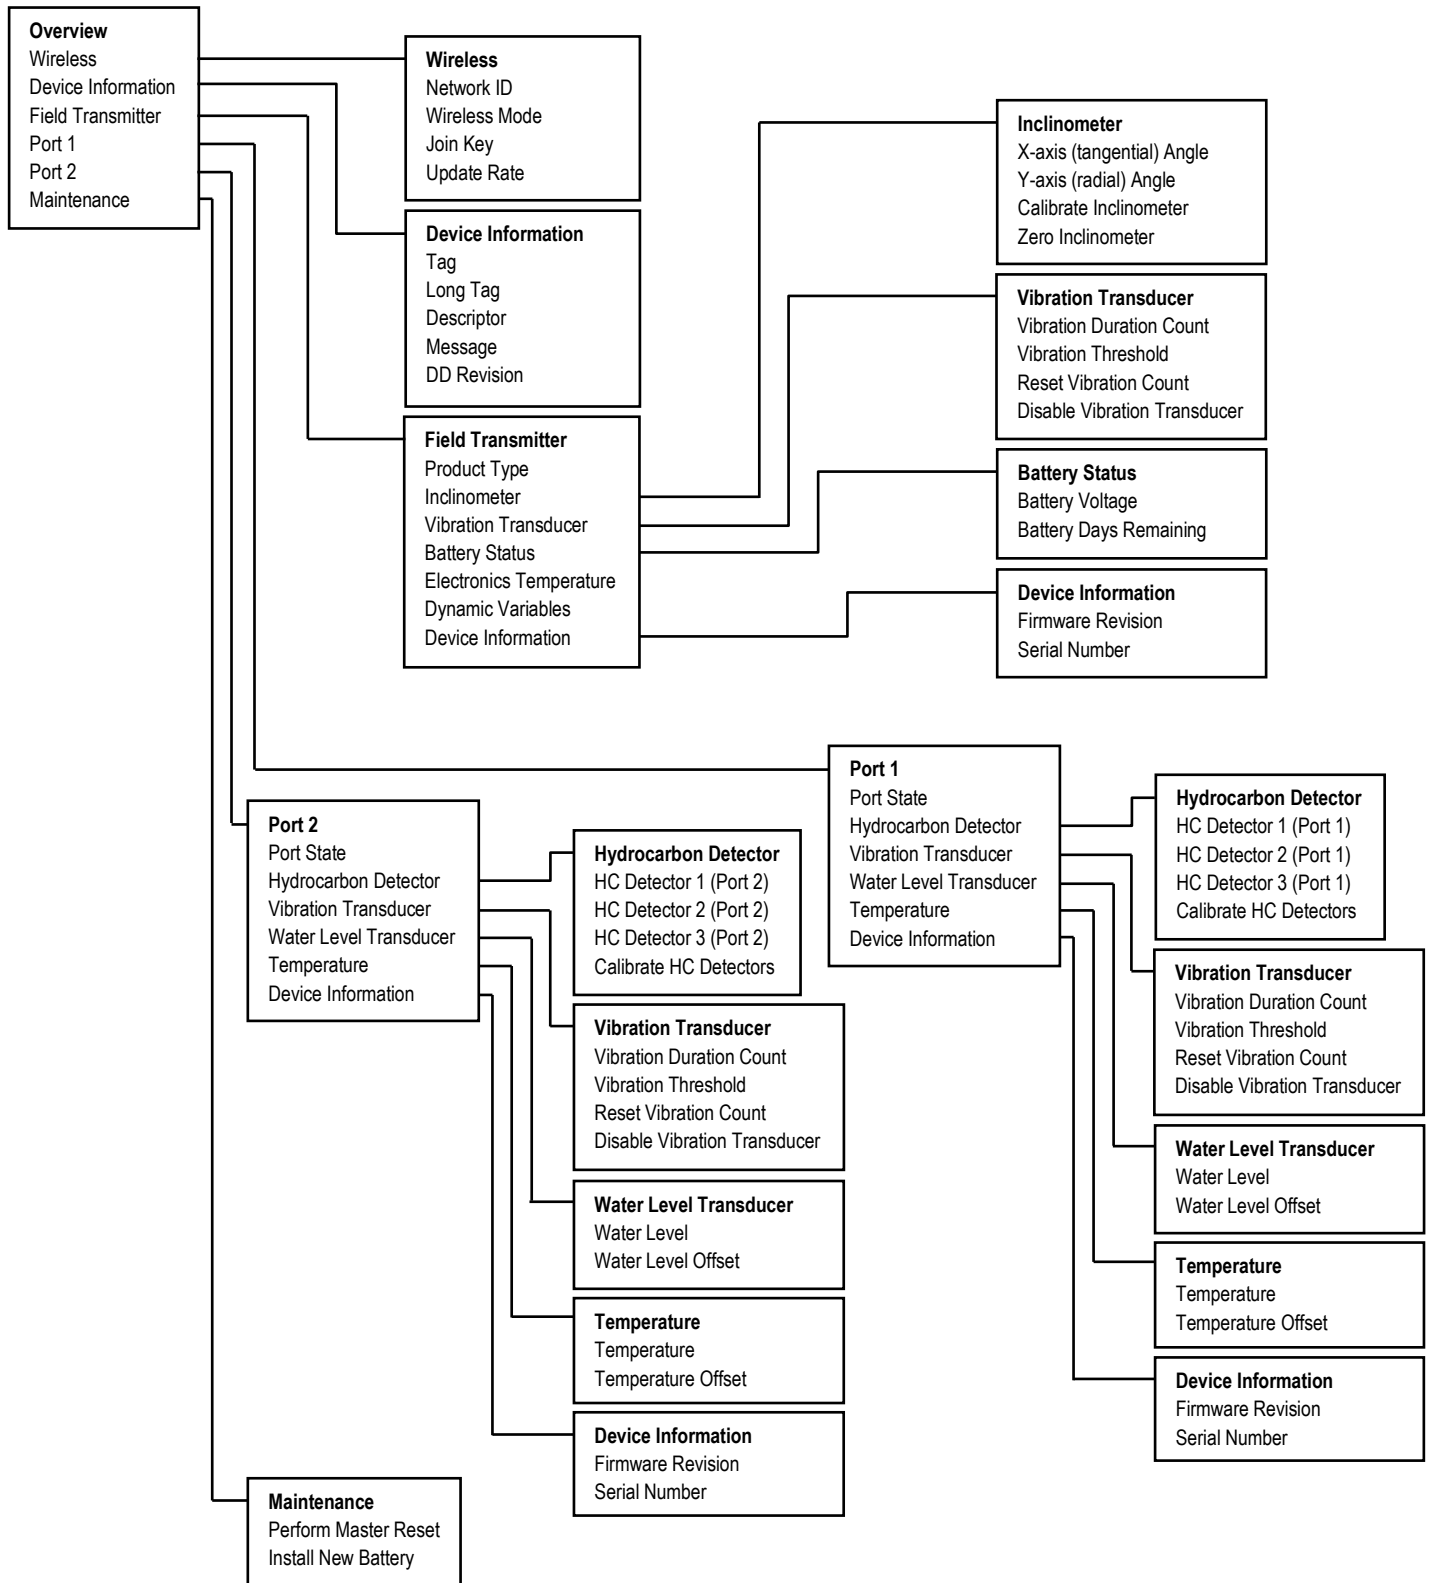 Overview
Wireless
Device Information
Field Transmitter
Port 1
Port 2
Maintenance
Wireless
Network ID
Wireless Mode
Join Key
Update Rate
Device Information
Tag
Long Tag
Descriptor
Message
DD Revision
Field Transmitter
Product Type
Inclinometer
Vibration Transducer
Battery Status
Electronics Temperature
Dynamic Variables
Device Information
Inclinometer
X-axis (tangential) Angle
Y-axis (radial) Angle
Calibrate Inclinometer
Zero Inclinometer
Vibration Transducer
Vibration Duration Count
Vibration Threshold
Reset Vibration Count
Disable Vibration Transducer
Battery Status
Battery Voltage
Battery Days Remaining
Device Information
Firmware Revision
Serial Number
Port 1
Port State
Hydrocarbon Detector
Vibration Transducer
Water Level Transducer
Temperature
Device Information
Hydrocarbon Detector
HC Detector 1 (Port 1)
HC Detector 2 (Port 1)
HC Detector 3 (Port 1)
Calibrate HC Detectors
Vibration Transducer
Vibration Duration Count
Vibration Threshold
Reset Vibration Count
Disable Vibration Transducer
Water Level Transducer
Water Level
Water Level Offset
Temperature
Temperature
Temperature Offset
Device Information
Firmware Revision
Serial Number
Port 2
Port State
Hydrocarbon Detector
Vibration Transducer
Water Level Transducer
Temperature
Device Information
Hydrocarbon Detector
HC Detector 1 (Port 2)
HC Detector 2 (Port 2)
HC Detector 3 (Port 2)
Calibrate HC Detectors
Vibration Transducer
Vibration Duration Count
Vibration Threshold
Reset Vibration Count
Disable Vibration Transducer
Water Level Transducer
Water Level
Water Level Offset
Temperature
Temperature
Temperature Offset
Device Information
Firmware Revision
Serial Number
Maintenance
Perform Master Reset
Install New Battery